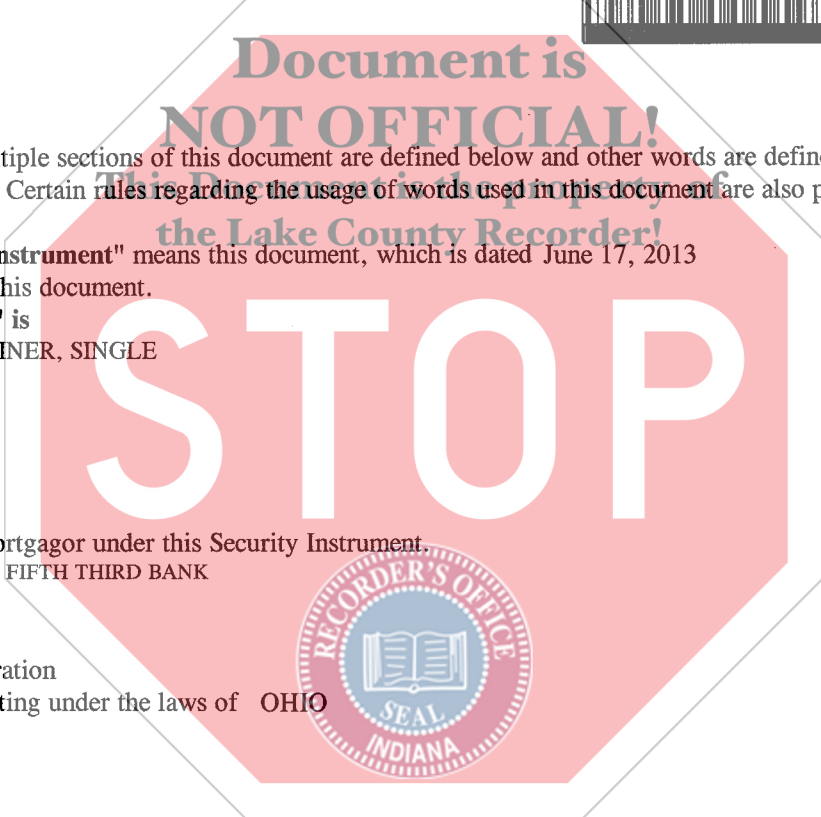 Document is
NOT OFFICIAL!
tiple sections of this document are defined below and other words are define
Certain rules regarding the usage of words used in this document are also p
This Document is the property of
the Lake County Recorder!
nstrument" means this document, which is dated June 17, 2013
his document.
" is
INER, SINGLE
STOP
ortgagor under this Security Instrument.
FIFTH THIRD BANK
RECORDER'S OFFICE
ration
ting under the laws of OHIO
SEAL
INDIANA